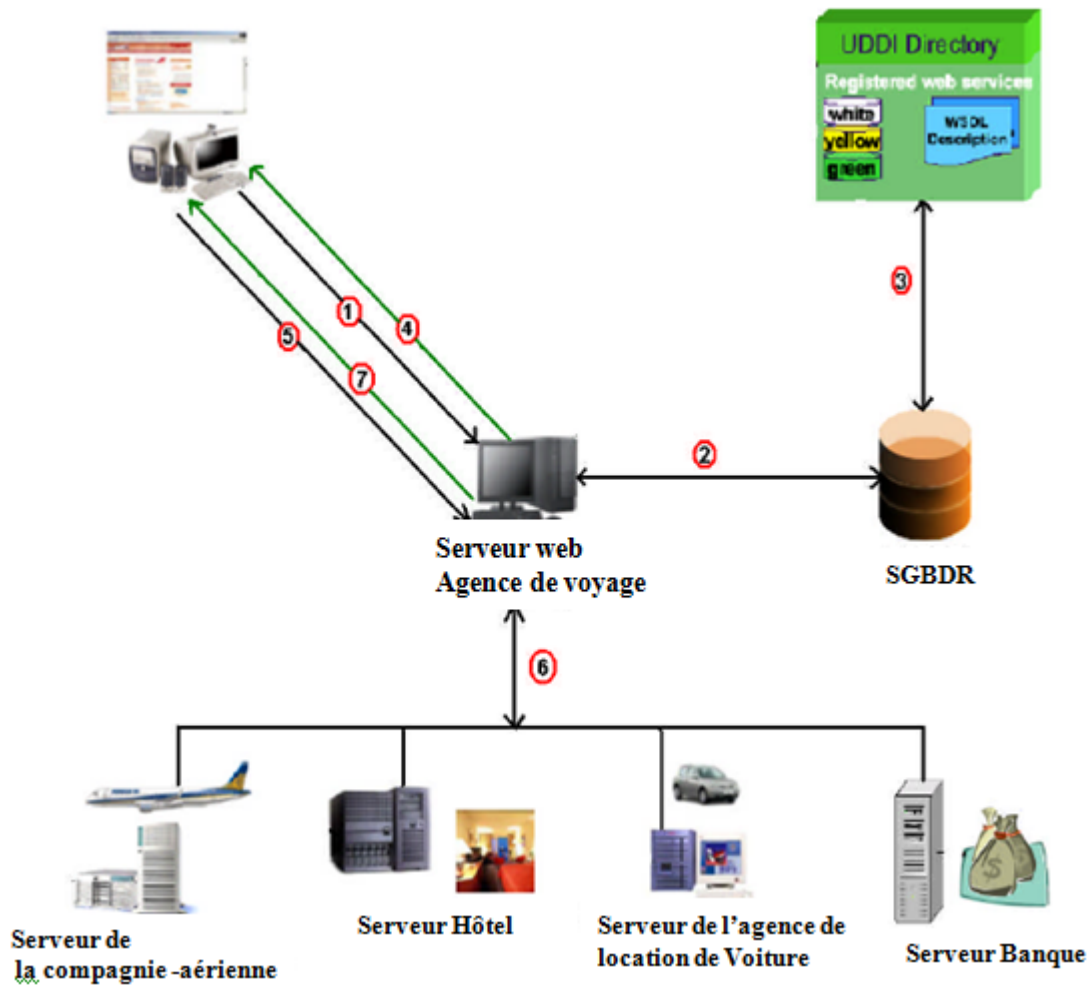 UDDI Directory
Registered web services
white
yellow
green
WSDL
Description
3
1
4
5
7
2
Serveur web
Agence de voyage
SGBDR
6
Serveur de
la compagnie -aérienne
Serveur Hôtel
Serveur de l'agence de
location de Voiture
Serveur Banque